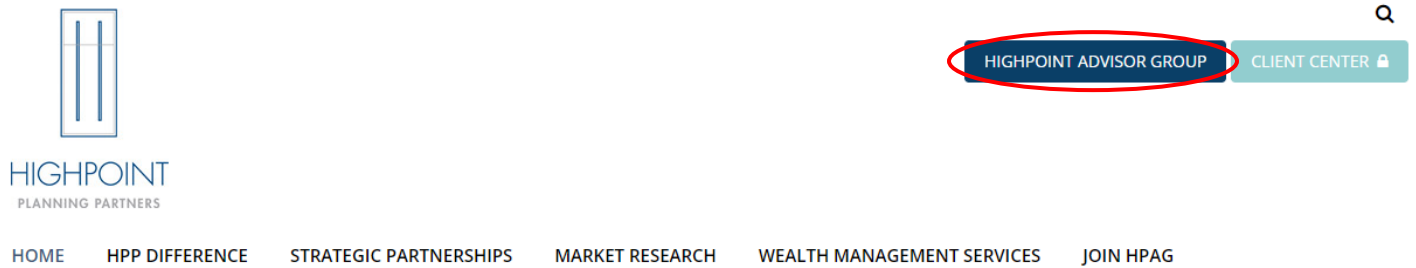 HIGHPOINT ADVISOR GROUP CLIENT CENTER
HIGHPOINT
PLANNING PARTNERS
HOME HPP DIFFERENCE STRATEGIC PARTNERSHIPS MARKET RESEARCH WEALTH MANAGEMENT SERVICES JOIN HPAG